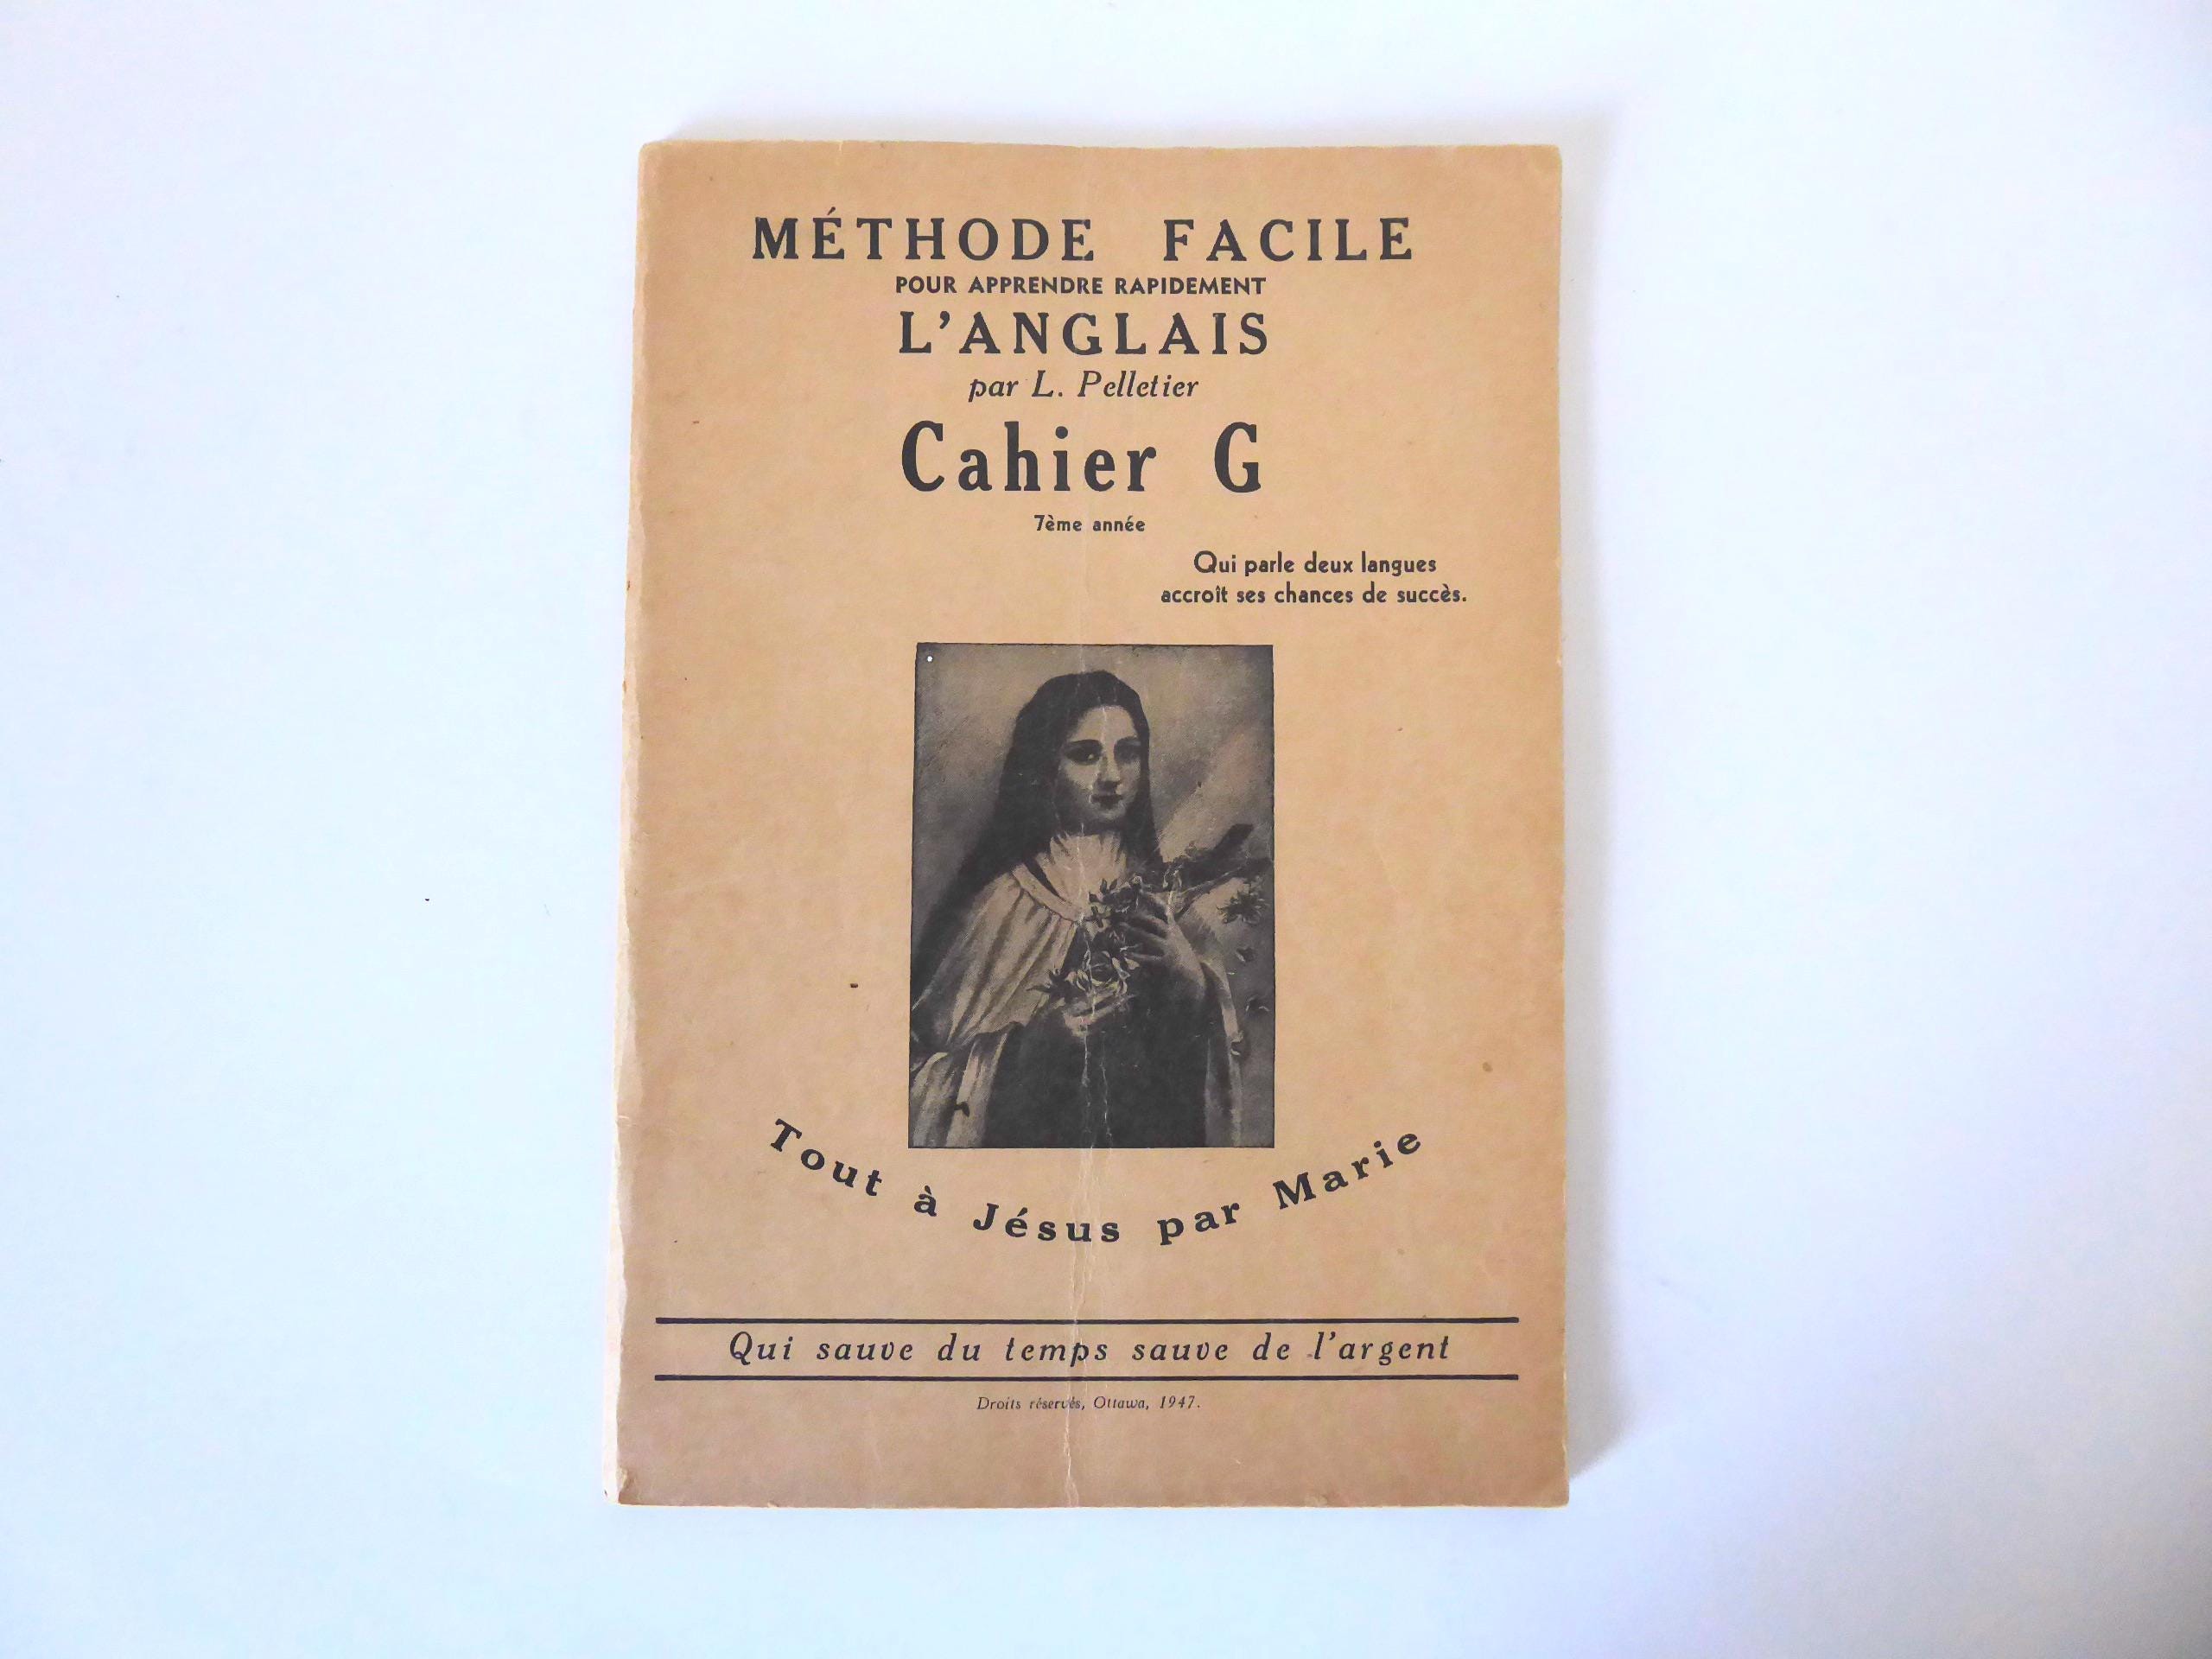 MÉTHODE FACILE
POUR APPRENDRE RAPIDEMENT
L'ANGLAIS
par L. Pelletier
Cahier G
7ème année
Qui parle deux langues
accroît ses chances de succès.
Tout à Jésus par Marie
Qui sauve du temps sauve de l'argent
Droits réservés, Ottawa, 1947.